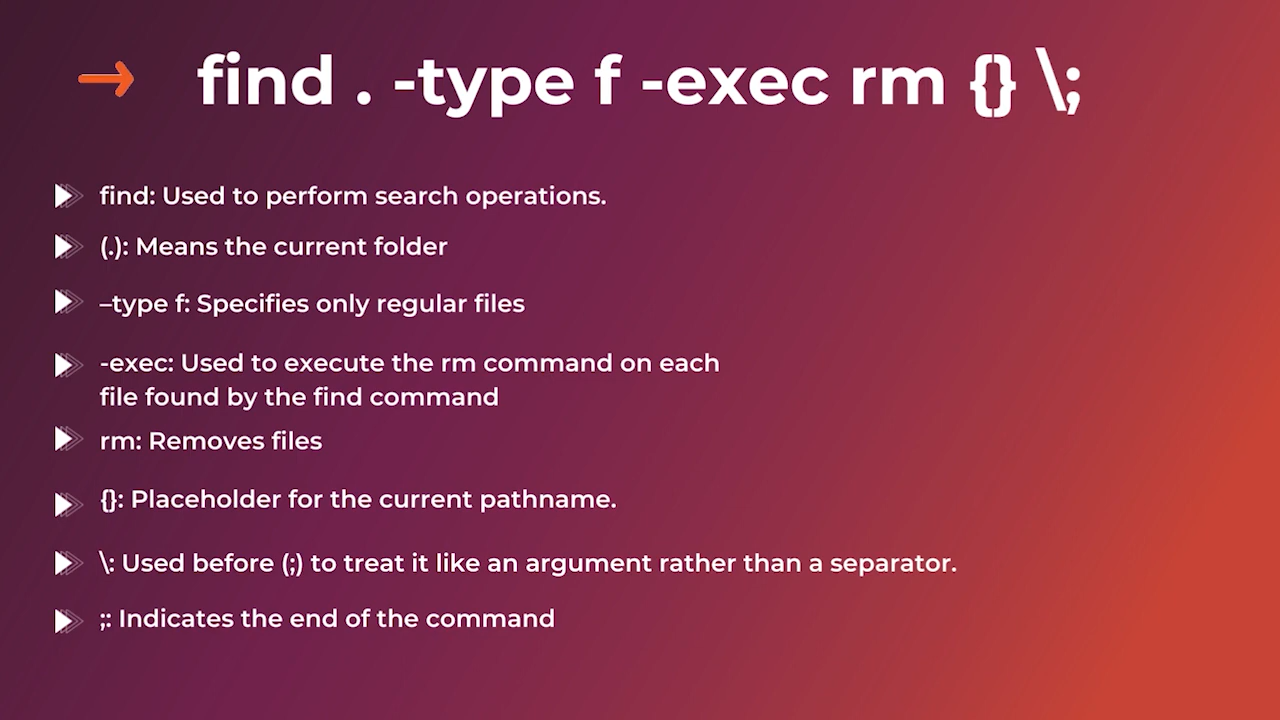 find . -type f -exec rm {} \;
find: Used to perform search operations.
(.): Means the current folder
–type f: Specifies only regular files
-exec: Used to execute the rm command on each
file found by the find command
rm: Removes files
{}: Placeholder for the current pathname.
\: Used before (;) to treat it like an argument rather than a separator.
;: Indicates the end of the command